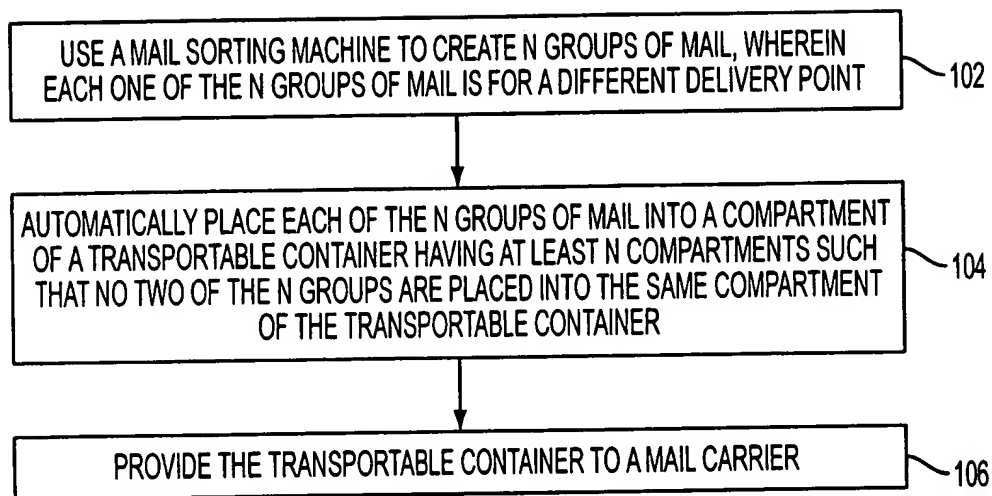 USE A MAIL SORTING MACHINE TO CREATE N GROUPS OF MAIL, WHEREIN
EACH ONE OF THE N GROUPS OF MAIL IS FOR A DIFFERENT DELIVERY POINT
102
AUTOMATICALLY PLACE EACH OF THE N GROUPS OF MAIL INTO A COMPARTMENT
OF A TRANSPORTABLE CONTAINER HAVING AT LEAST N COMPARTMENTS SUCH
THAT NO TWO OF THE N GROUPS ARE PLACED INTO THE SAME COMPARTMENT
OF THE TRANSPORTABLE CONTAINER
104
PROVIDE THE TRANSPORTABLE CONTAINER TO A MAIL CARRIER
106